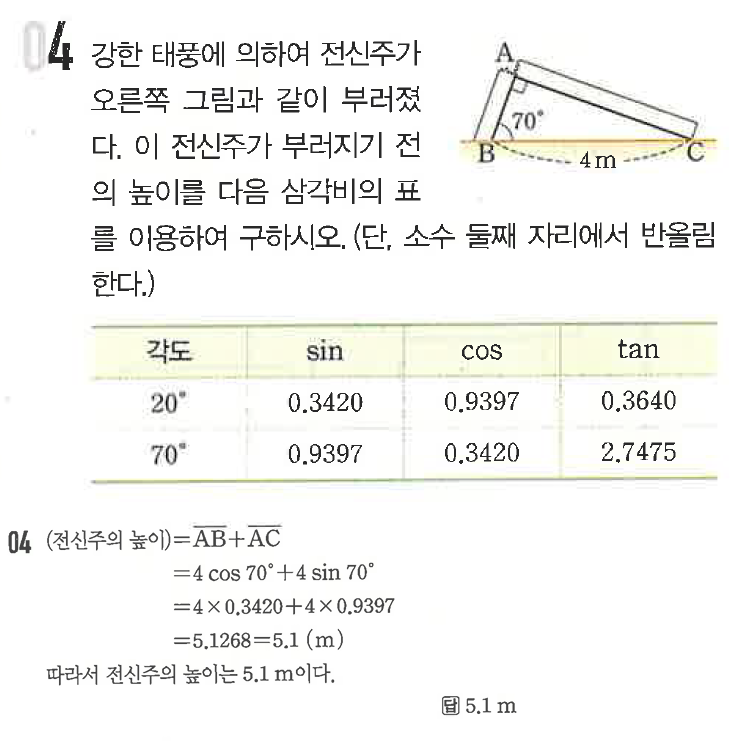 04 강한 태풍에 의하여 전신주가
오른쪽 그림과 같이 부러졌
다. 이 전신주가 부러지기 전
의 높이를 다음 삼각비의 표
를 이용하여 구하시오. (단, 소수 둘째 자리에서 반올림
한다.)
A
70°
B
4 m
C
각도 sin cos tan
20° 0.3420 0.9397 0.3640
70° 0.9397 0.3420 2.7475
04 (전신주의 높이)=A̅B̅+A̅C̅
=4 cos 70°+4 sin 70°
=4×0.3420+4×0.9397
=5.1268=5.1 (m)
따라서 전신주의 높이는 5.1 m이다.
답 5.1 m